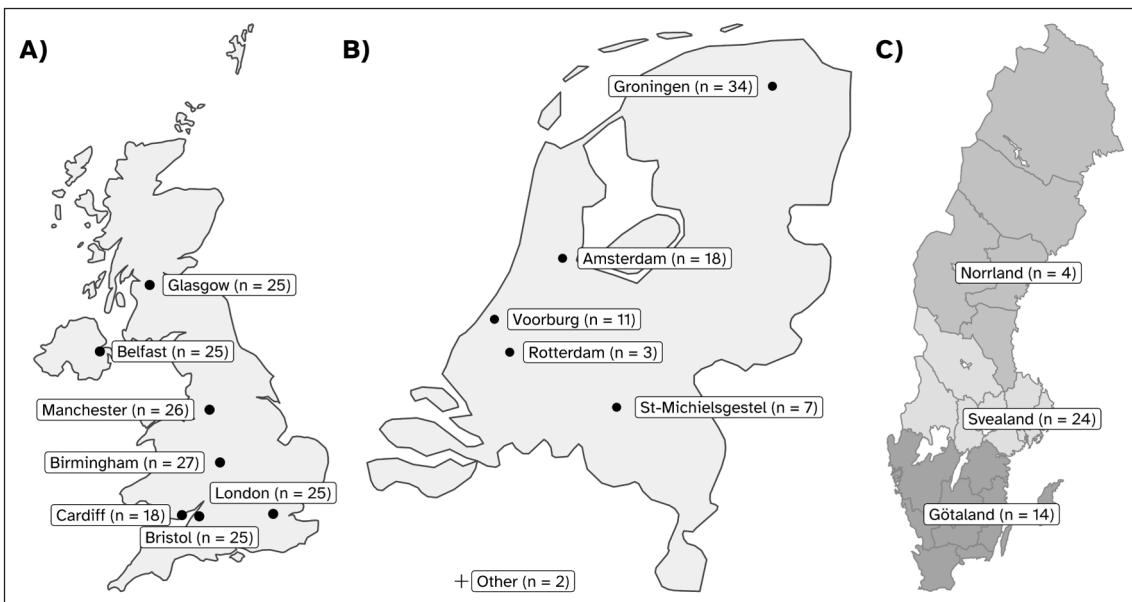 A)
Glasgow (n = 25)
Belfast (n = 25)
Manchester (n = 26)
Birmingham (n = 27)
London (n = 25)
Cardiff (n = 18)
Bristol (n = 25)
B)
Groningen (n = 34)
Amsterdam (n = 18)
Voorburg (n = 11)
Rotterdam (n = 3)
St-Michielsgestel (n = 7)
+ Other (n = 2)
C)
Norrland (n = 4)
Svealand (n = 24)
Götaland (n = 14)